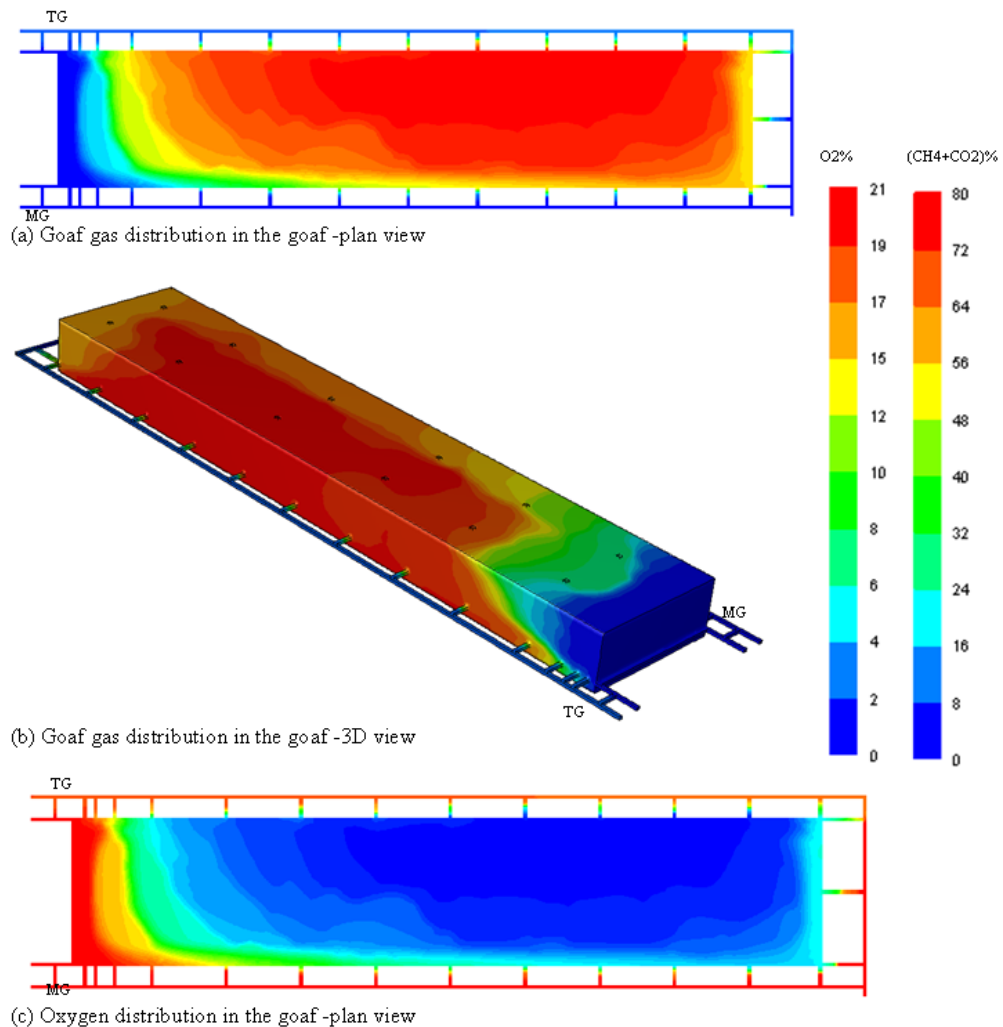 TG
MG
(a) Goaf gas distribution in the goaf -plan view
O2%
(CH4+CO2)%
21
80
19
72
17
64
15
56
12
48
10
40
8
32
6
24
4
16
2
8
0
0
MG
TG
(b) Goaf gas distribution in the goaf -3D view
TG
MG
(c) Oxygen distribution in the goaf -plan view